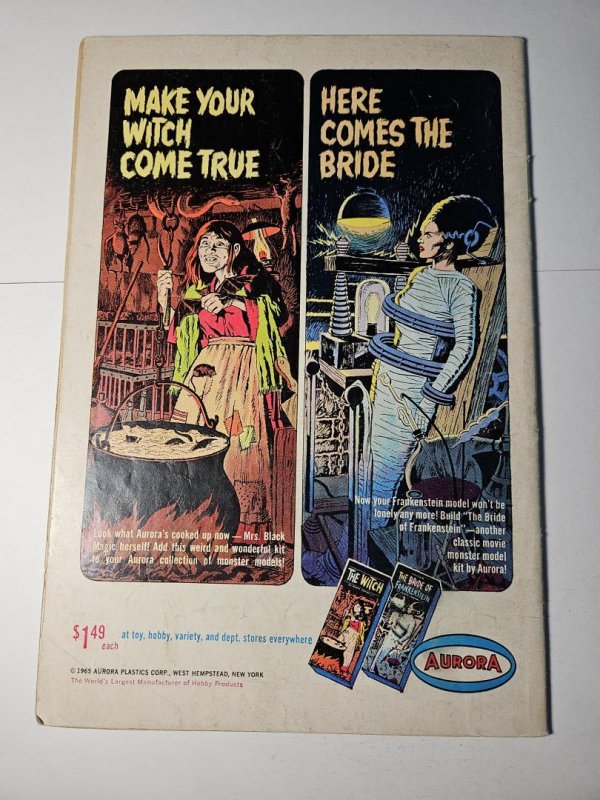 MAKE YOUR
WITCH
COME TRUE
Look what Aurora's cooked up now — Mrs. Black
Magic herself! Add this weird and wonderful kit
to your Aurora collection of monster models!
HERE
COMES THE
BRIDE
Now your Frankenstein model won't be
lonely any more! Build "The Bride
of Frankenstein"—another
classic movie
monster model
kit by Aurora!
THE WITCH
THE BRIDE OF
FRANKENSTEIN
$1 49
each
at toy, hobby, variety, and dept. stores everywhere
AURORA
© 1965 AURORA PLASTICS CORP., WEST HEMPSTEAD, NEW YORK
The World's Largest Manufacturer of Hobby Products